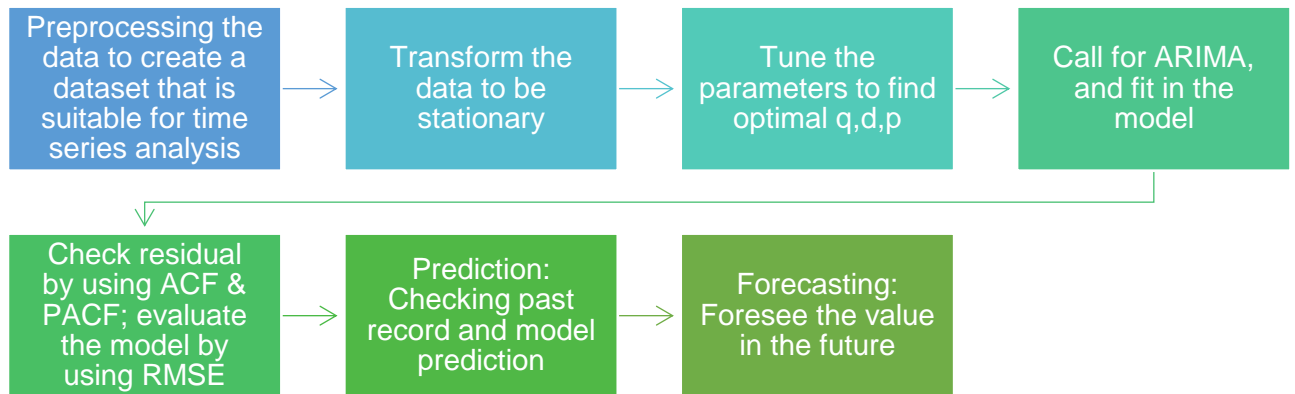 Preprocessing the
data to create a
dataset that is
suitable for time
series analysis
Transform the
data to be
stationary
Tune the
parameters to find
optimal q,d,p
Call for ARIMA,
and fit in the
model
Check residual
by using ACF &
PACF; evaluate
the model by
using RMSE
Prediction:
Checking past
record and model
prediction
Forecasting:
Foresee the value
in the future